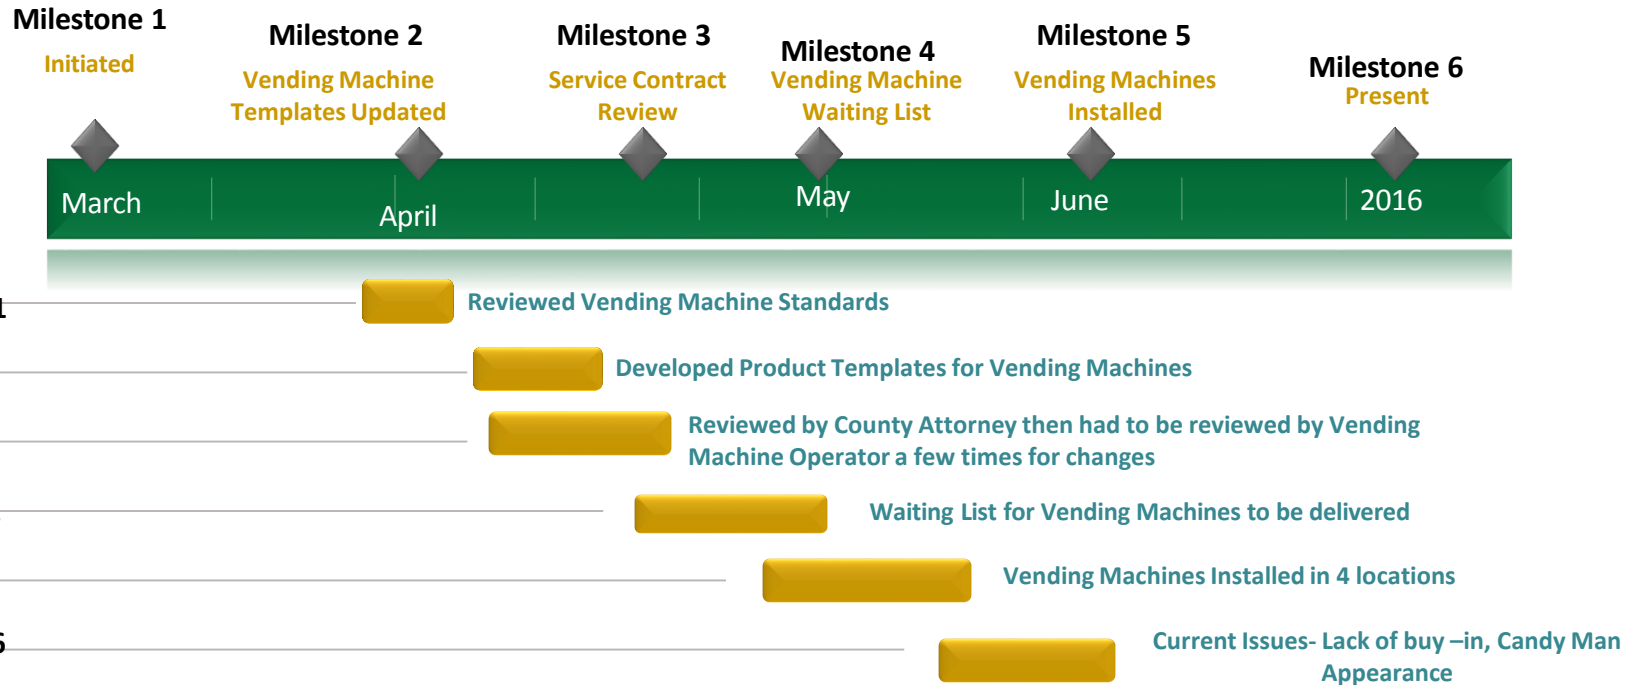 Milestone 1
Initiated
Milestone 2
Vending Machine
Templates Updated
Milestone 3
Service Contract
Review
Milestone 4
Vending Machine
Waiting List
Milestone 5
Vending Machines
Installed
Milestone 6
Present
March
April
May
June
2016
1
Reviewed Vending Machine Standards
Developed Product Templates for Vending Machines
Reviewed by County Attorney then had to be reviewed by Vending
Machine Operator a few times for changes
Waiting List for Vending Machines to be delivered
Vending Machines Installed in 4 locations
6
Current Issues- Lack of buy –in, Candy Man
Appearance